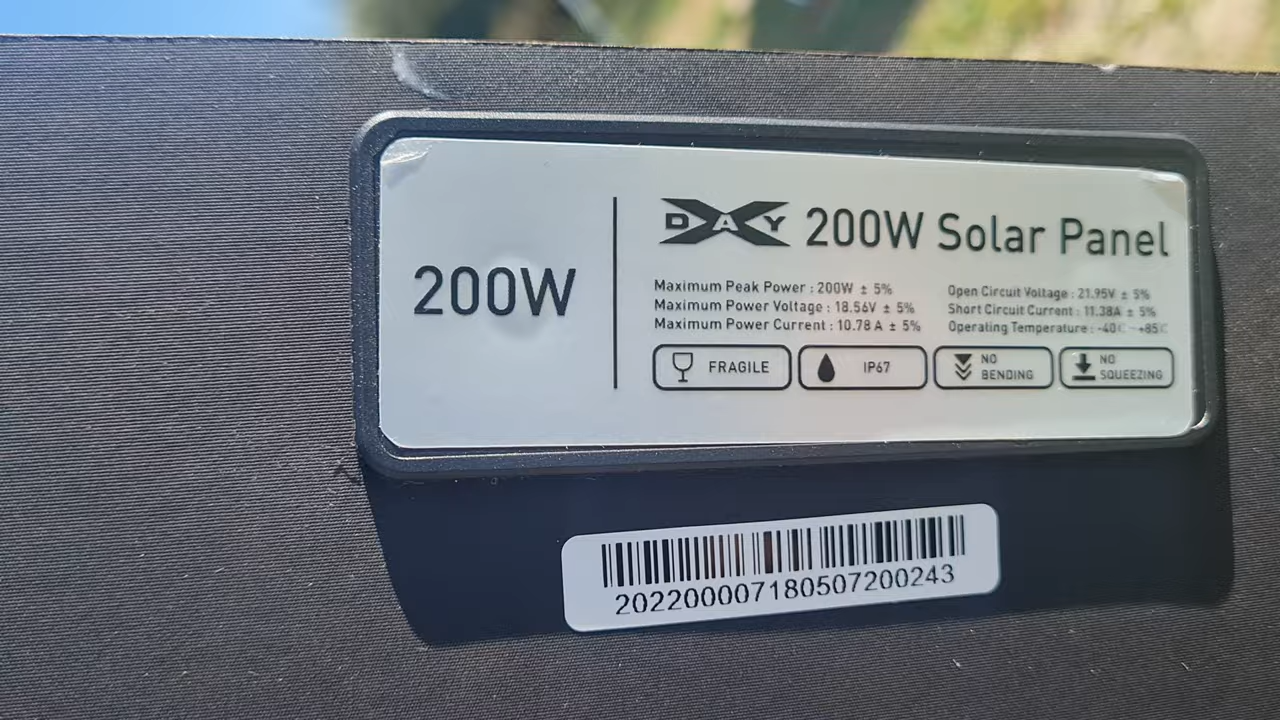 200W
DAY 200W Solar Panel
Maximum Peak Power : 200W ± 5%
Maximum Power Voltage : 18.56V ± 5%
Maximum Power Current : 10.78 A ± 5%
Open Circuit Voltage : 21.95V ± 5%
Short Circuit Current : 11.38A ± 5%
Operating Temperature : -40℃ ~+85℃
FRAGILE
IP67
NO
BENDING
NO
SQUEEZING
202200007180507200243